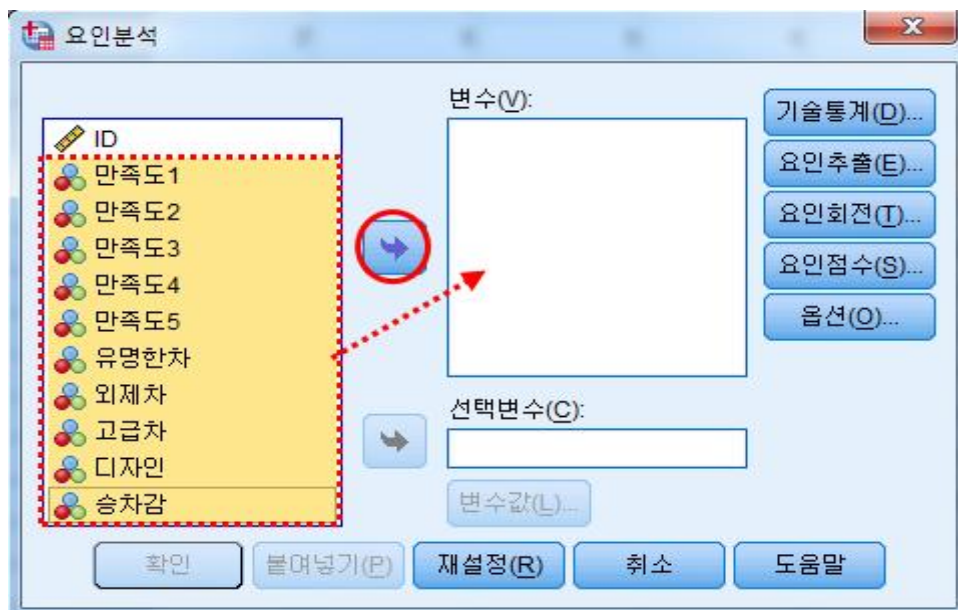 요인분석
변수(V):
ID
만족도1
만족도2
만족도3
만족도4
만족도5
유명한차
외제차
고급차
디자인
승차감
기술통계(D)...
요인추출(E)...
요인회전(T)...
요인점수(S)...
옵션(O)...
선택변수(C):
변수값(L)...
확인
붙여넣기(P)
재설정(R)
취소
도움말